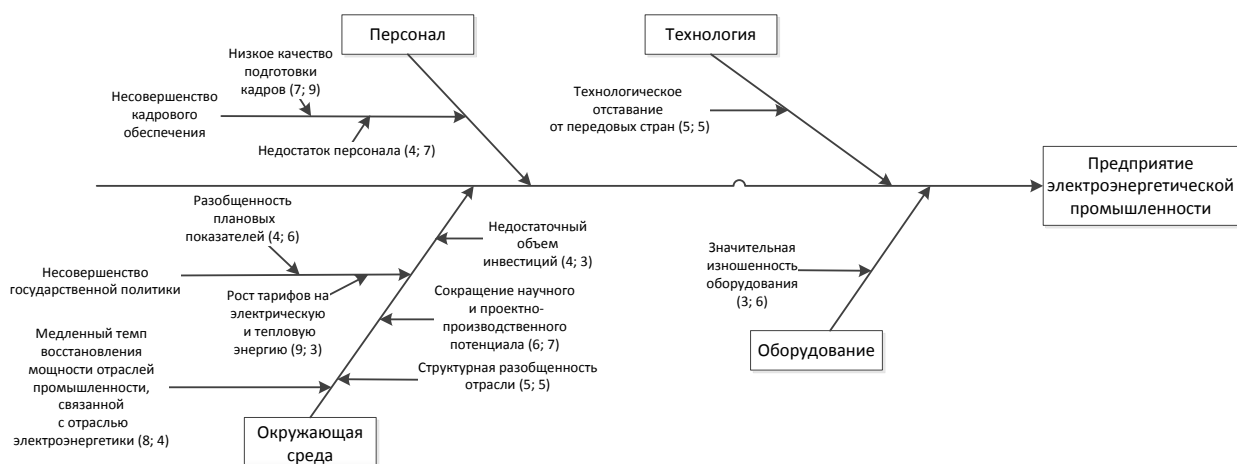 Персонал
Технология
Низкое качество
подготовки
кадров (7; 9)
Несовершенство
кадрового
обеспечения
Недостаток персонала (4; 7)
Технологическое
отставание
от передовых стран (5; 5)
Предприятие
электроэнергетической
промышленности
Разобщенность
плановых
показателей (4; 6)
Недостаточный
объем
инвестиций (4; 3)
Несовершенство
государственной политики
Рост тарифов на
электрическую
и тепловую
энергию (9; 3)
Сокращение научного
и проектно-
производственного
потенциала (6; 7)
Значительная
изношенность
оборудования
(3; 6)
Медленный темп
восстановления
мощности отраслей
промышленности,
связанной
с отраслью
электроэнергетики (8; 4)
Структурная разобщенность
отрасли (5; 5)
Оборудование
Окружающая
среда